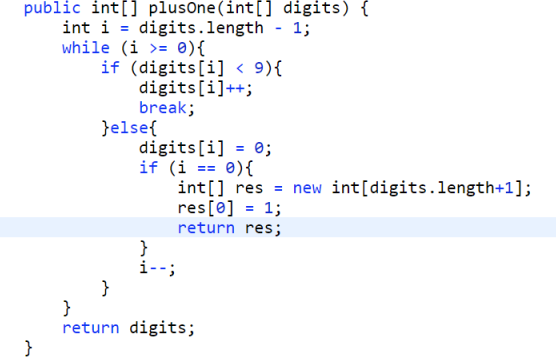 public int[] plusOne(int[] digits) {
    int i = digits.length - 1;
    while (i >= 0){
        if (digits[i] < 9){
            digits[i]++;
            break;
        }else{
            digits[i] = 0;
            if (i == 0){
                int[] res = new int[digits.length+1];
                res[0] = 1;
                return res;
            }
            i--;
        }
    }
    return digits;
}